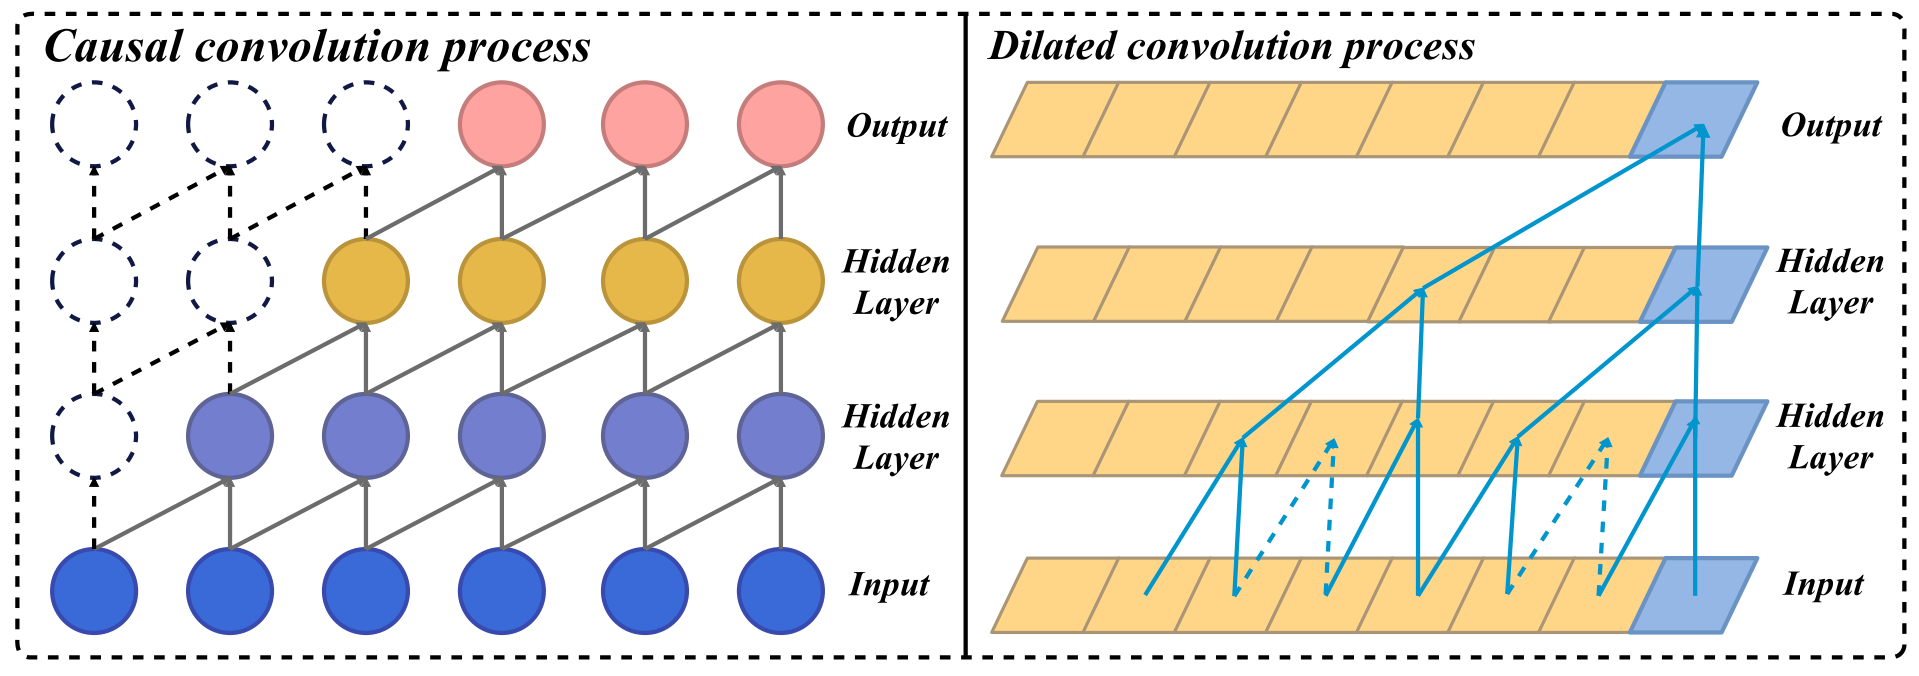 Causal convolution process
Output
Hidden
Layer
Hidden
Layer
Input
Dilated convolution process
Output
Hidden
Layer
Hidden
Layer
Input